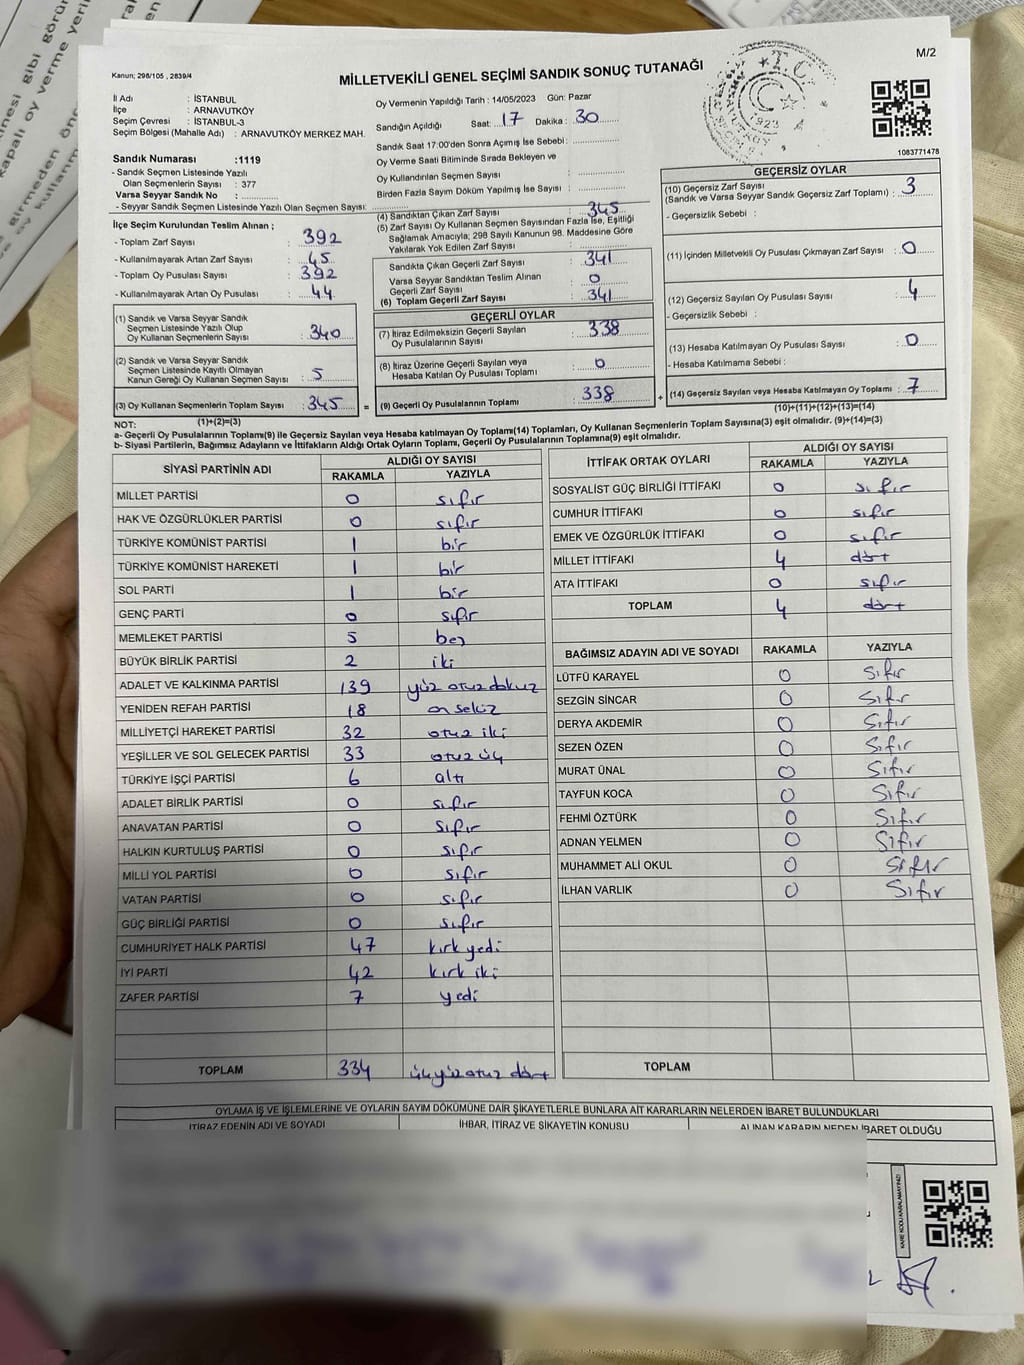 M/2
Kanun; 298/105 , 2839/4
MİLLETVEKİLİ GENEL SEÇİMİ SANDIK SONUÇ TUTANAĞI
İl Adı : İSTANBUL
İlçe : ARNAVUTKÖY
Seçim Çevresi : İSTANBUL-3
Seçim Bölgesi (Mahalle Adı) : ARNAVUTKÖY MERKEZ MAH.
Oy Vermenin Yapıldığı Tarih : 14/05/2023 Gün: Pazar
Sandığın Açıldığı Saat: 17 Dakika : 30
Sandık Saat 17:00'den Sonra Açımış İse Sebebi :
Oy Verme Saati Bitiminde Sırada Bekleyen ve
Oy Kullandırılan Seçmen Sayısı :
Birden Fazla Sayım Döküm Yapılmış İse Sayısı :
T.C.
1923
1083771478
Sandık Numarası :1119
- Sandık Seçmen Listesinde Yazılı
Olan Seçmenlerin Sayısı : 377
Varsa Seyyar Sandık No :
- Seyyar Sandık Seçmen Listesinde Yazılı Olan Seçmen Sayısı:
İlçe Seçim Kurulundan Teslim Alınan ;
- Toplam Zarf Sayısı : 392
- Kullanılmayarak Artan Zarf Sayısı : 45
- Toplam Oy Pusulası Sayısı : 392
- Kullanılmayarak Artan Oy Pusulası : 44
(1) Sandık ve Varsa Seyyar Sandık
Seçmen Listesinde Yazılı Olup
Oy Kullanan Seçmenlerin Sayısı : 340
(2) Sandık ve Varsa Seyyar Sandık
Seçmen Listesinde Kayıtlı Olmayan
Kanun Gereği Oy Kullanan Seçmen Sayısı : 5
(3) Oy Kullanan Seçmenlerin Toplam Sayısı : 345
(1)+(2)=(3)
(4) Sandıktan Çıkan Zarf Sayısı : 345
(5) Zarf Sayısı Oy Kullanan Seçmen Sayısından Fazla İse, Eşitliği
Sağlamak Amacıyla; 298 Sayılı Kanunun 98. Maddesine Göre
Yakılarak Yok Edilen Zarf Sayısı :
Sandıkta Çıkan Geçerli Zarf Sayısı : 341
Varsa Seyyar Sandıktan Teslim Alınan
Geçerli Zarf Sayısı : 0
(6) Toplam Geçerli Zarf Sayısı : 341
GEÇERLİ OYLAR
(7) İtiraz Edilmeksizin Geçerli Sayılan
Oy Pusulalarının Sayısı : 338
(8) İtiraz Üzerine Geçerli Sayılan veya
Hesaba Katılan Oy Pusulası Toplamı : 0
= (9) Geçerli Oy Pusulalarının Toplamı : 338
GEÇERSİZ OYLAR
(10) Geçersiz Zarf Sayısı
(Sandık ve Varsa Seyyar Sandık Geçersiz Zarf Toplamı) : 3
- Geçersizlik Sebebi :
(11) İçinden Milletvekili Oy Pusulası Çıkmayan Zarf Sayısı : 0
(12) Geçersiz Sayılan Oy Pusulası Sayısı : 4
- Geçersizlik Sebebi :
(13) Hesaba Katılmayan Oy Pusulası Sayısı : 0
- Hesaba Katılmama Sebebi :
+ (14) Geçersiz Sayılan veya Hesaba Katılmayan Oy Toplamı : 7
(10)+(11)+(12)+(13)=(14)
NOT:
a- Geçerli Oy Pusulalarının Toplamı(9) ile Geçersiz Sayılan veya Hesaba katılmayan Oy Toplam(14) Toplamları, Oy Kullanan Seçmenlerin Toplam Sayısına(3) eşit olmalıdır. (9)+(14)=(3)
b- Siyasi Partilerin, Bağımsız Adayların ve İttifakların Aldığı Ortak Oyların Toplamı, Geçerli Oy Pusulalarının Toplamına(9) eşit olmalıdır.
SİYASİ PARTİNİN ADI ALDIĞI OY SAYISI
RAKAMLA YAZIYLA
MİLLET PARTİSİ 0 sıfır
HAK VE ÖZGÜRLÜKLER PARTİSİ 0 sıfır
TÜRKİYE KOMÜNİST PARTİSİ 1 bir
TÜRKİYE KOMÜNİST HAREKETİ 1 bir
SOL PARTİ 1 bir
GENÇ PARTİ 0 sıfır
MEMLEKET PARTİSİ 5 beş
BÜYÜK BİRLİK PARTİSİ 2 iki
ADALET VE KALKINMA PARTİSİ 139 yüz otuz dokuz
YENİDEN REFAH PARTİSİ 18 on sekiz
MİLLİYETÇİ HAREKET PARTİSİ 32 otuz iki
YEŞİLLER VE SOL GELECEK PARTİSİ 33 otuz üç
TÜRKİYE İŞÇİ PARTİSİ 6 altı
ADALET BİRLİK PARTİSİ 0 sıfır
ANAVATAN PARTİSİ 0 sıfır
HALKIN KURTULUŞ PARTİSİ 0 sıfır
MİLLİ YOL PARTİSİ 0 sıfır
VATAN PARTİSİ 0 sıfır
GÜÇ BİRLİĞİ PARTİSİ 0 sıfır
CUMHURİYET HALK PARTİSİ 47 kırk yedi
İYİ PARTİ 42 kırk iki
ZAFER PARTİSİ 7 yedi
TOPLAM 334 üçyüz otuz dört
İTTİFAK ORTAK OYLARI ALDIĞI OY SAYISI
RAKAMLA YAZIYLA
SOSYALİST GÜÇ BİRLİĞİ İTTİFAKI 0 sıfır
CUMHUR İTTİFAKI 0 sıfır
EMEK VE ÖZGÜRLÜK İTTİFAKI 0 sıfır
MİLLET İTTİFAKI 4 dört
ATA İTTİFAKI 0 sıfır
TOPLAM 4 dört
BAĞIMSIZ ADAYIN ADI VE SOYADI RAKAMLA YAZIYLA
LÜTFÜ KARAYEL 0 Sıfır
SEZGİN SİNCAR 0 Sıfır
DERYA AKDEMİR 0 Sıfır
SEZEN ÖZEN 0 Sıfır
MURAT ÜNAL 0 Sıfır
TAYFUN KOCA 0 Sıfır
FEHMİ ÖZTÜRK 0 Sıfır
ADNAN YELMEN 0 Sıfır
MUHAMMET ALİ OKUL 0 Sıfır
İLHAN VARLIK 0 Sıfır
TOPLAM
OYLAMA İŞ VE İŞLEMLERİNE VE OYLARIN SAYIM DÖKÜMÜNE DAİR ŞİKAYETLERLE BUNLARA AİT KARARLARIN NELERDEN İBARET BULUNDUKLARI
İTİRAZ EDENİN ADI VE SOYADI İHBAR, İTİRAZ VE ŞİKAYETİN KONUSU ALINAN KARARIN NEDEN İBARET OLDUĞU
KARE KODU KARALAMAYINIZ!